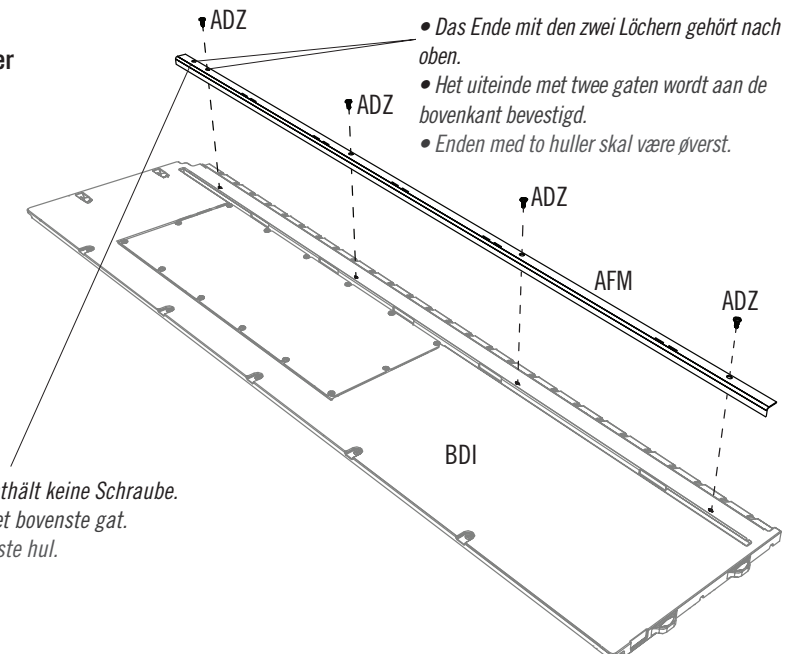 er
ADZ
• Das Ende mit den zwei Löchern gehört nach
oben.
• Het uiteinde met twee gaten wordt aan de
bovenkant bevestigd.
• Enden med to huller skal være øverst.
ADZ
ADZ
AFM
ADZ
BDI
thält keine Schraube.
et bovenste gat.
ste hul.